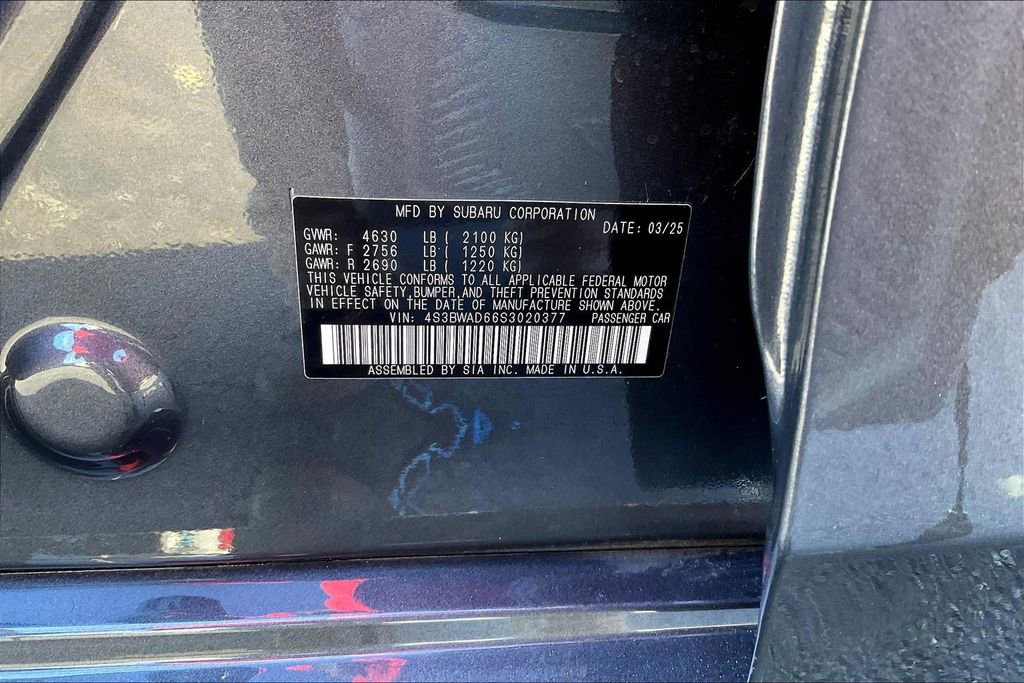 MFD BY SUBARU CORPORATION
DATE: 03/25
GVWR: 4630 LB ( 2100 KG)
GAWR: F 2756 LB ( 1250 KG)
GAWR: R 2690 LB ( 1220 KG)
THIS VEHICLE CONFORMS TO ALL APPLICABLE FEDERAL MOTOR
VEHICLE SAFETY, BUMPER, AND THEFT PREVENTION STANDARDS
IN EFFECT ON THE DATE OF MANUFACTURE SHOWN ABOVE.
VIN: 4S3BWAD66S3020377 PASSENGER CAR
ASSEMBLED BY SIA INC. MADE IN U.S.A.